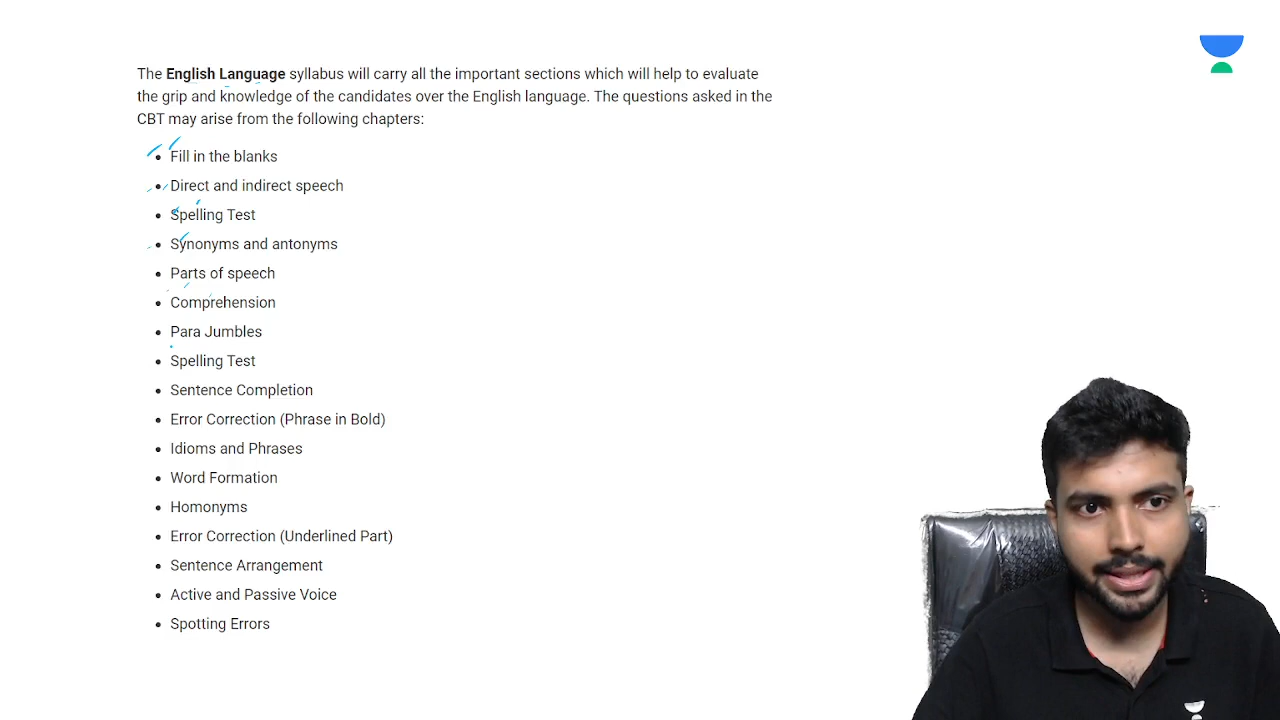 The English Language syllabus will carry all the important sections which will help to evaluate
the grip and knowledge of the candidates over the English language. The questions asked in the
CBT may arise from the following chapters:
• Fill in the blanks
• Direct and indirect speech
• Spelling Test
• Synonyms and antonyms
• Parts of speech
• Comprehension
• Para Jumbles
• Spelling Test
• Sentence Completion
• Error Correction (Phrase in Bold)
• Idioms and Phrases
• Word Formation
• Homonyms
• Error Correction (Underlined Part)
• Sentence Arrangement
• Active and Passive Voice
• Spotting Errors